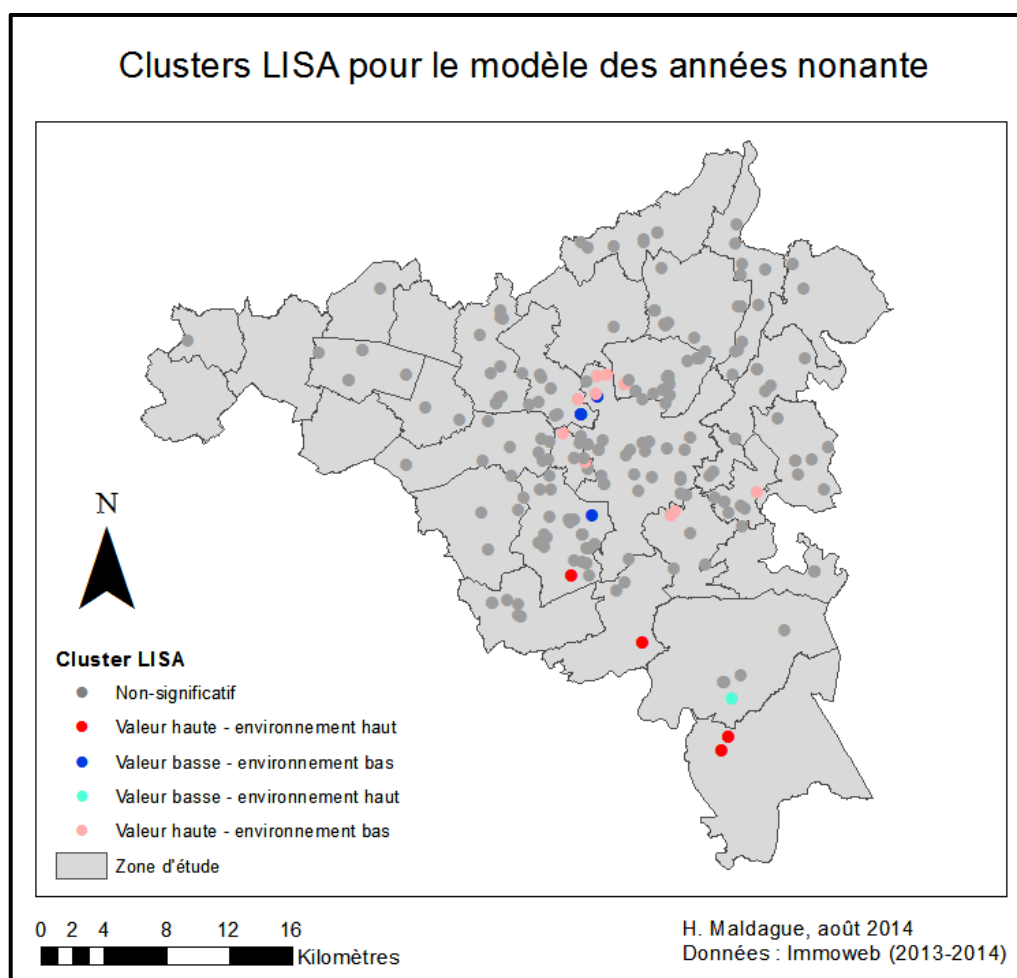 Clusters LISA pour le modèle des années nonante
N
Cluster LISA
Non-significatif
Valeur haute - environnement haut
Valeur basse - environnement bas
Valeur basse - environnement haut
Valeur haute - environnement bas
Zone d'étude
0 2 4 8 12 16
Kilomètres
H. Maldague, août 2014
Données : Immoweb (2013-2014)